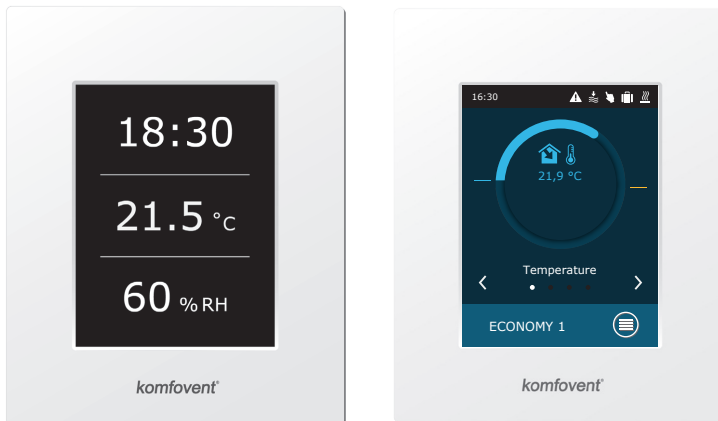 18:30
21.5 °C
60 % RH
komfovent®
16:30
21,9 °C
Temperature
ECONOMY 1
komfovent®